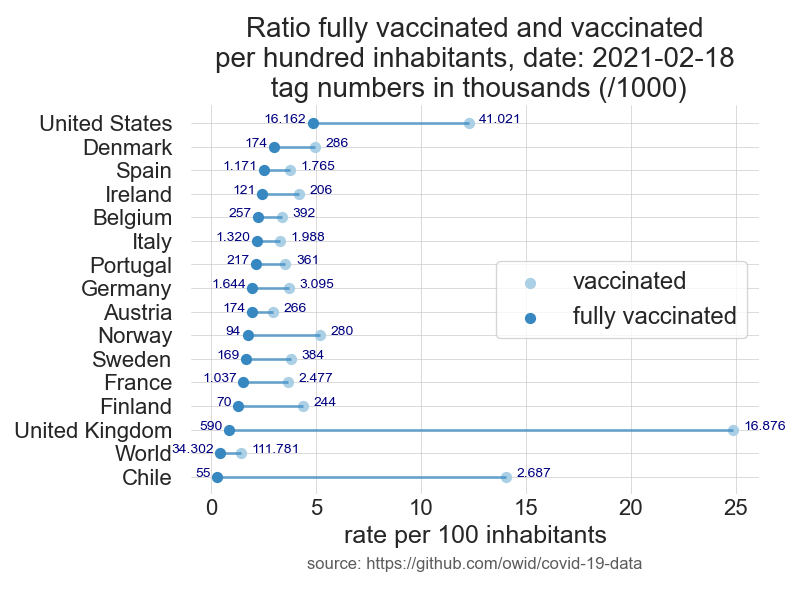 Ratio fully vaccinated and vaccinated
per hundred inhabitants, date: 2021-02-18
tag numbers in thousands (/1000)
United States 16.162 41.021
Denmark 174 286
Spain 1.171 1.765
Ireland 121 206
Belgium 257 392
Italy 1.320 1.988
Portugal 217 361
vaccinated
Germany 1.644 3.095
Austria 174 266
fully vaccinated
Norway 94 280
Sweden 169 384
France 1.037 2.477
Finland 70 244
United Kingdom 590 16.876
World 34.302 111.781
Chile 55 2.687
0 5 10 15 20 25
rate per 100 inhabitants
source: https://github.com/owid/covid-19-data